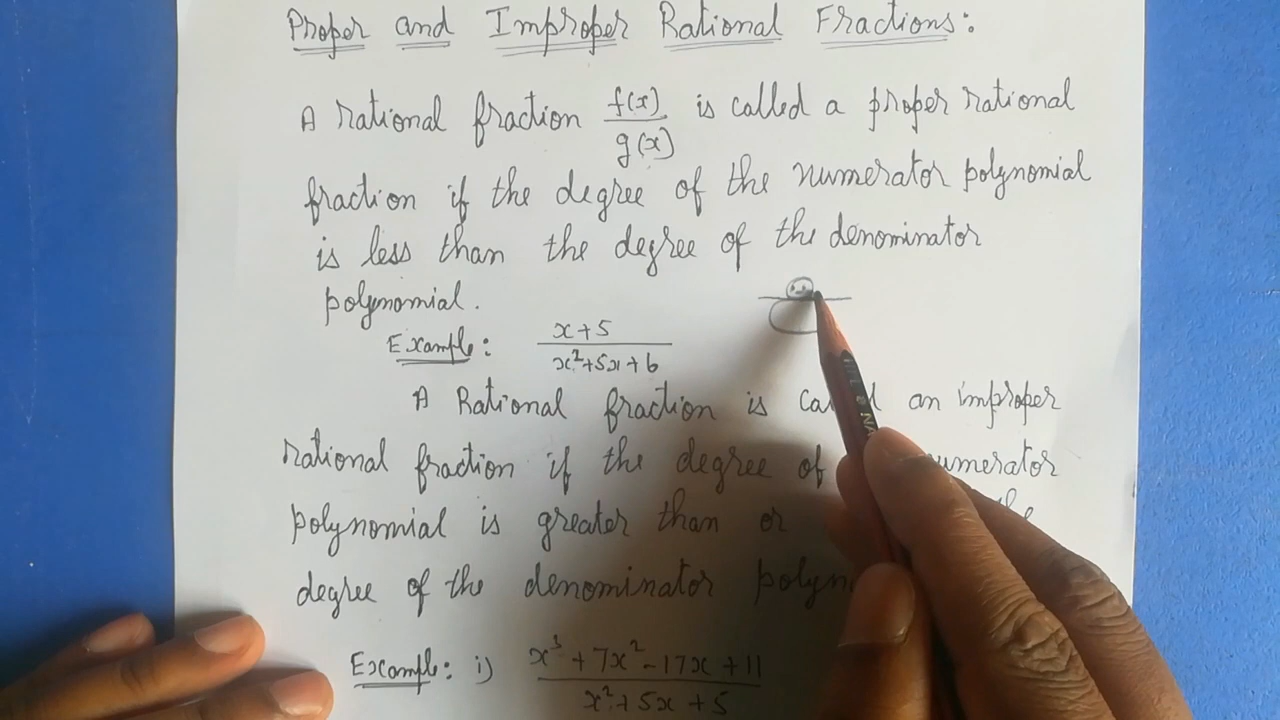 Proper and Improper Rational Fractions:
A rational fraction f(x)/g(x) is called a proper rational
fraction if the degree of the numerator polynomial
is less than the degree of the denominator
polynomial.
Example: x+5/x²+5x+6
A Rational fraction is an improper
rational fraction if the degree of
polynomial is greater than or
degree of the denominator
Example: i) x³+7x²-17x+11/x²+5x+5